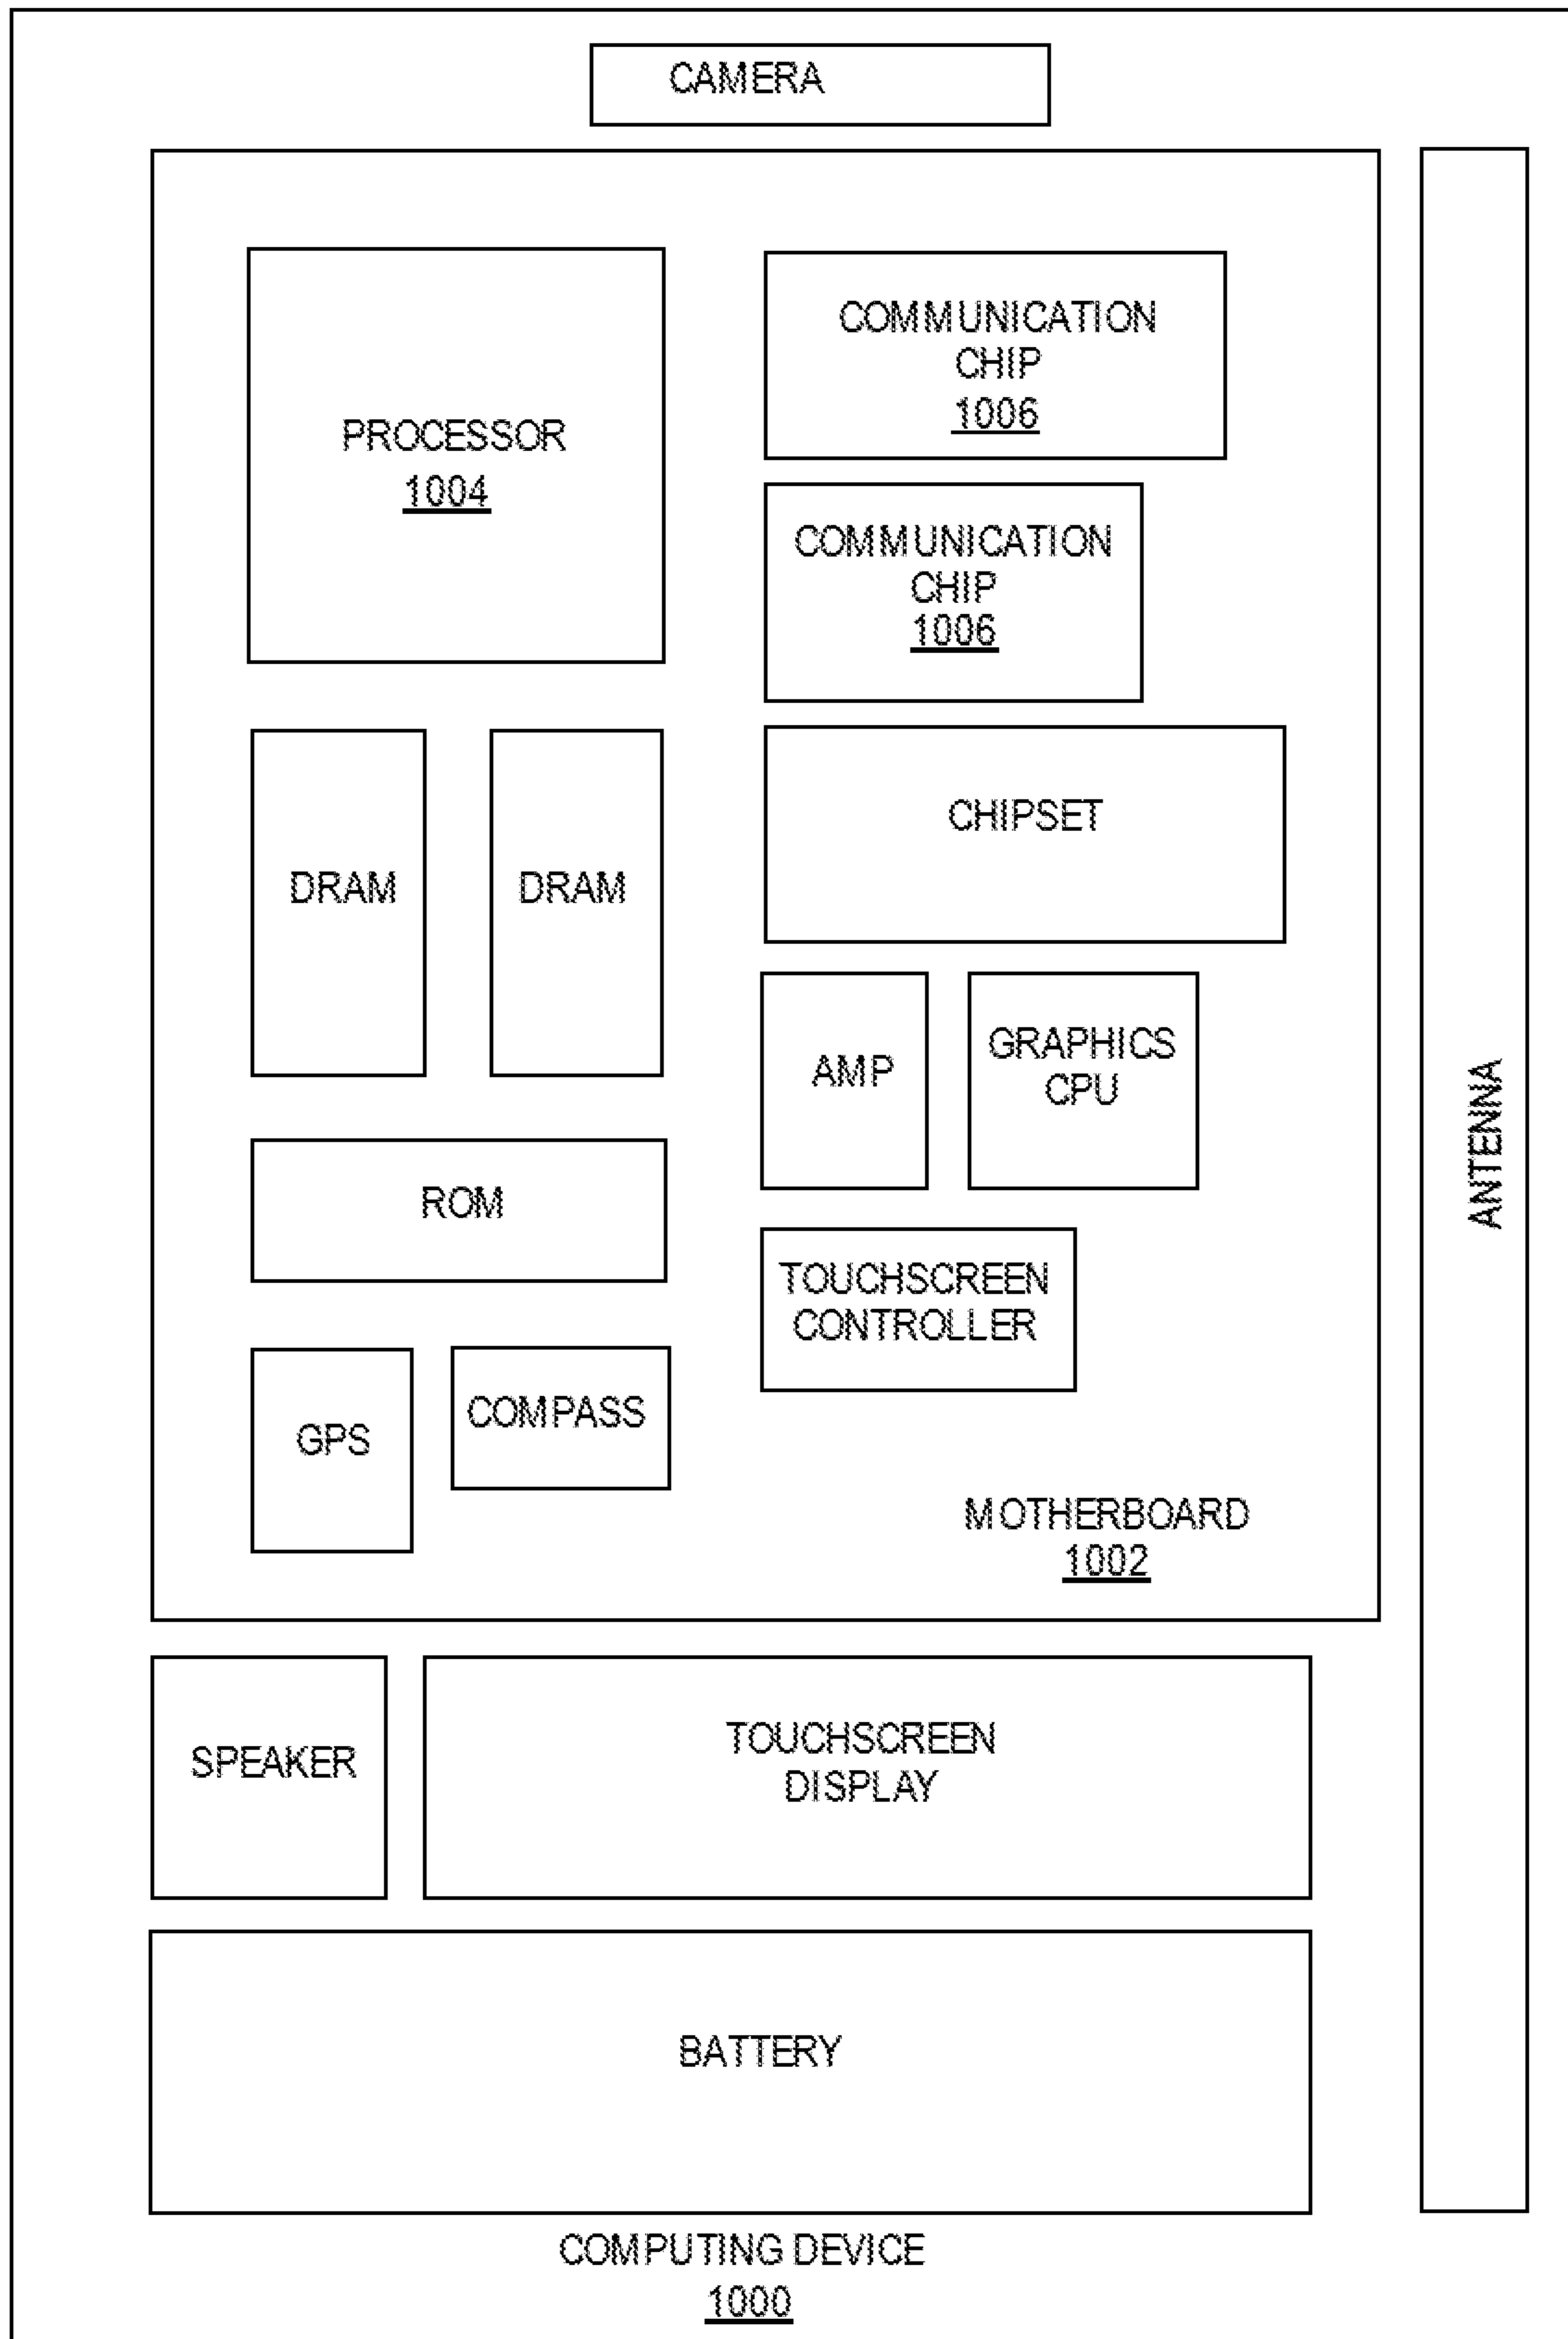 CAMERA
PROCESSOR
1004
COMMUNICATION
CHIP
1006
COMMUNICATION
CHIP
1006
DRAM
DRAM
CHIPSET
AMP
GRAPHICS
CPU
ROM
TOUCHSCREEN
CONTROLLER
GPS
COMPASS
MOTHERBOARD
1002
ANTENNA
SPEAKER
TOUCHSCREEN
DISPLAY
BATTERY
COMPUTING DEVICE
1000